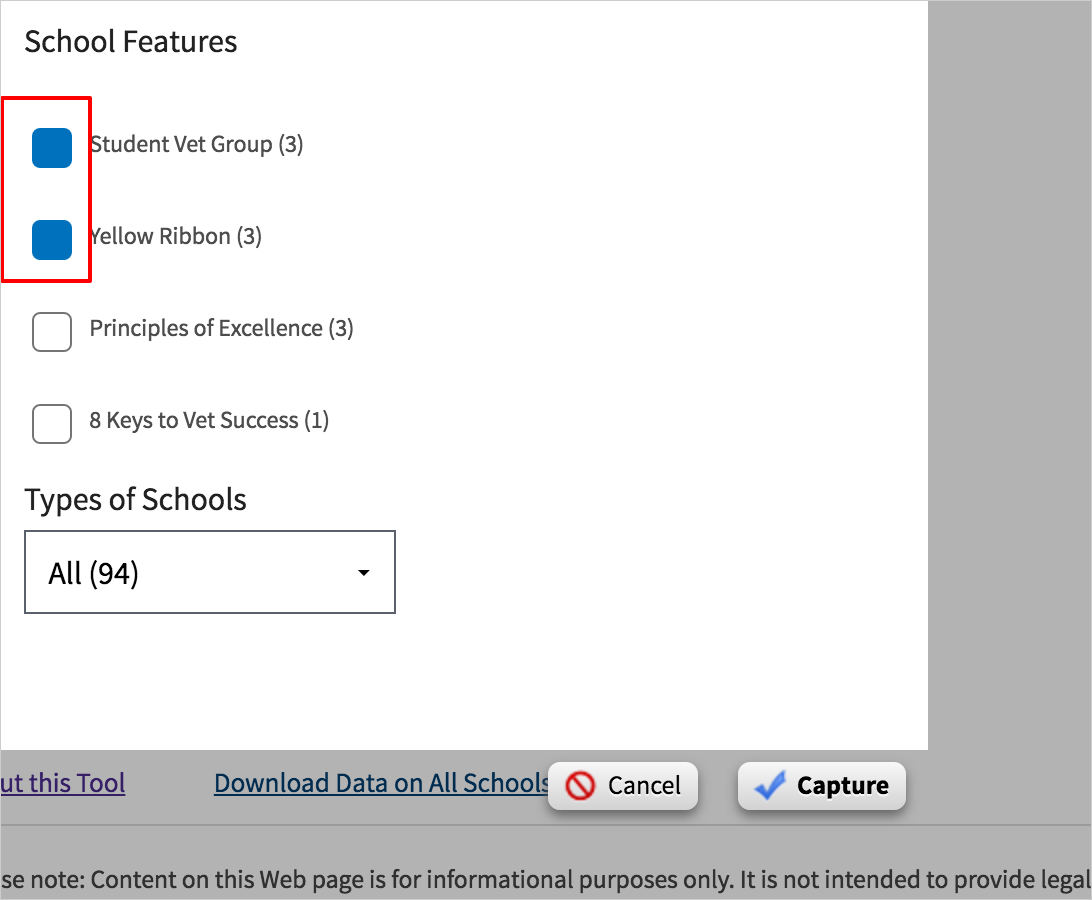 School Features
Student Vet Group (3)
Yellow Ribbon (3)
Principles of Excellence (3)
8 Keys to Vet Success (1)
Types of Schools
All (94)
ut this Tool Download Data on All Schools Cancel Capture
se note: Content on this Web page is for informational purposes only. It is not intended to provide legal